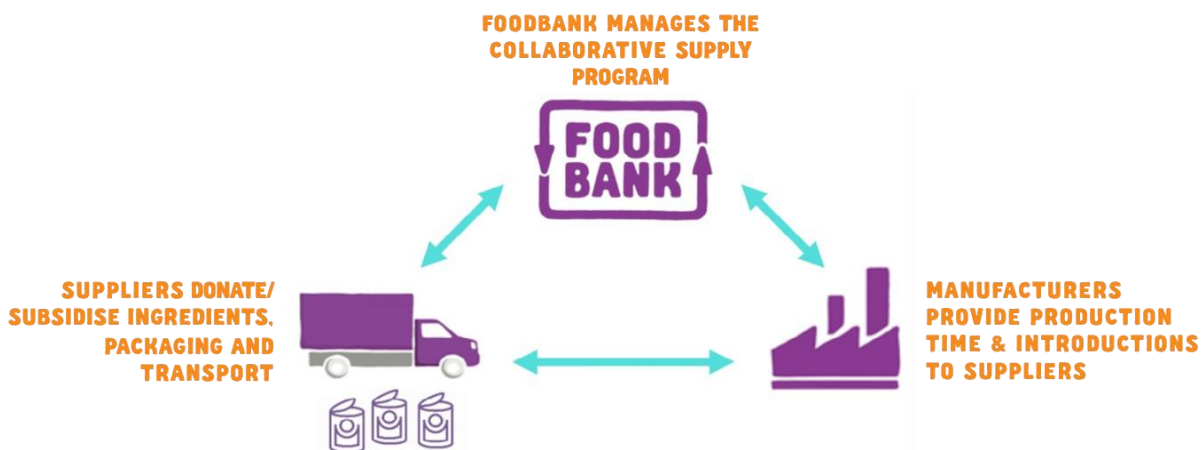 FOODBANK MANAGES THE
COLLABORATIVE SUPPLY
PROGRAM
FOOD
BANK
SUPPLIERS DONATE/
SUBSIDISE INGREDIENTS,
PACKAGING AND
TRANSPORT
MANUFACTURERS
PROVIDE PRODUCTION
TIME & INTRODUCTIONS
TO SUPPLIERS